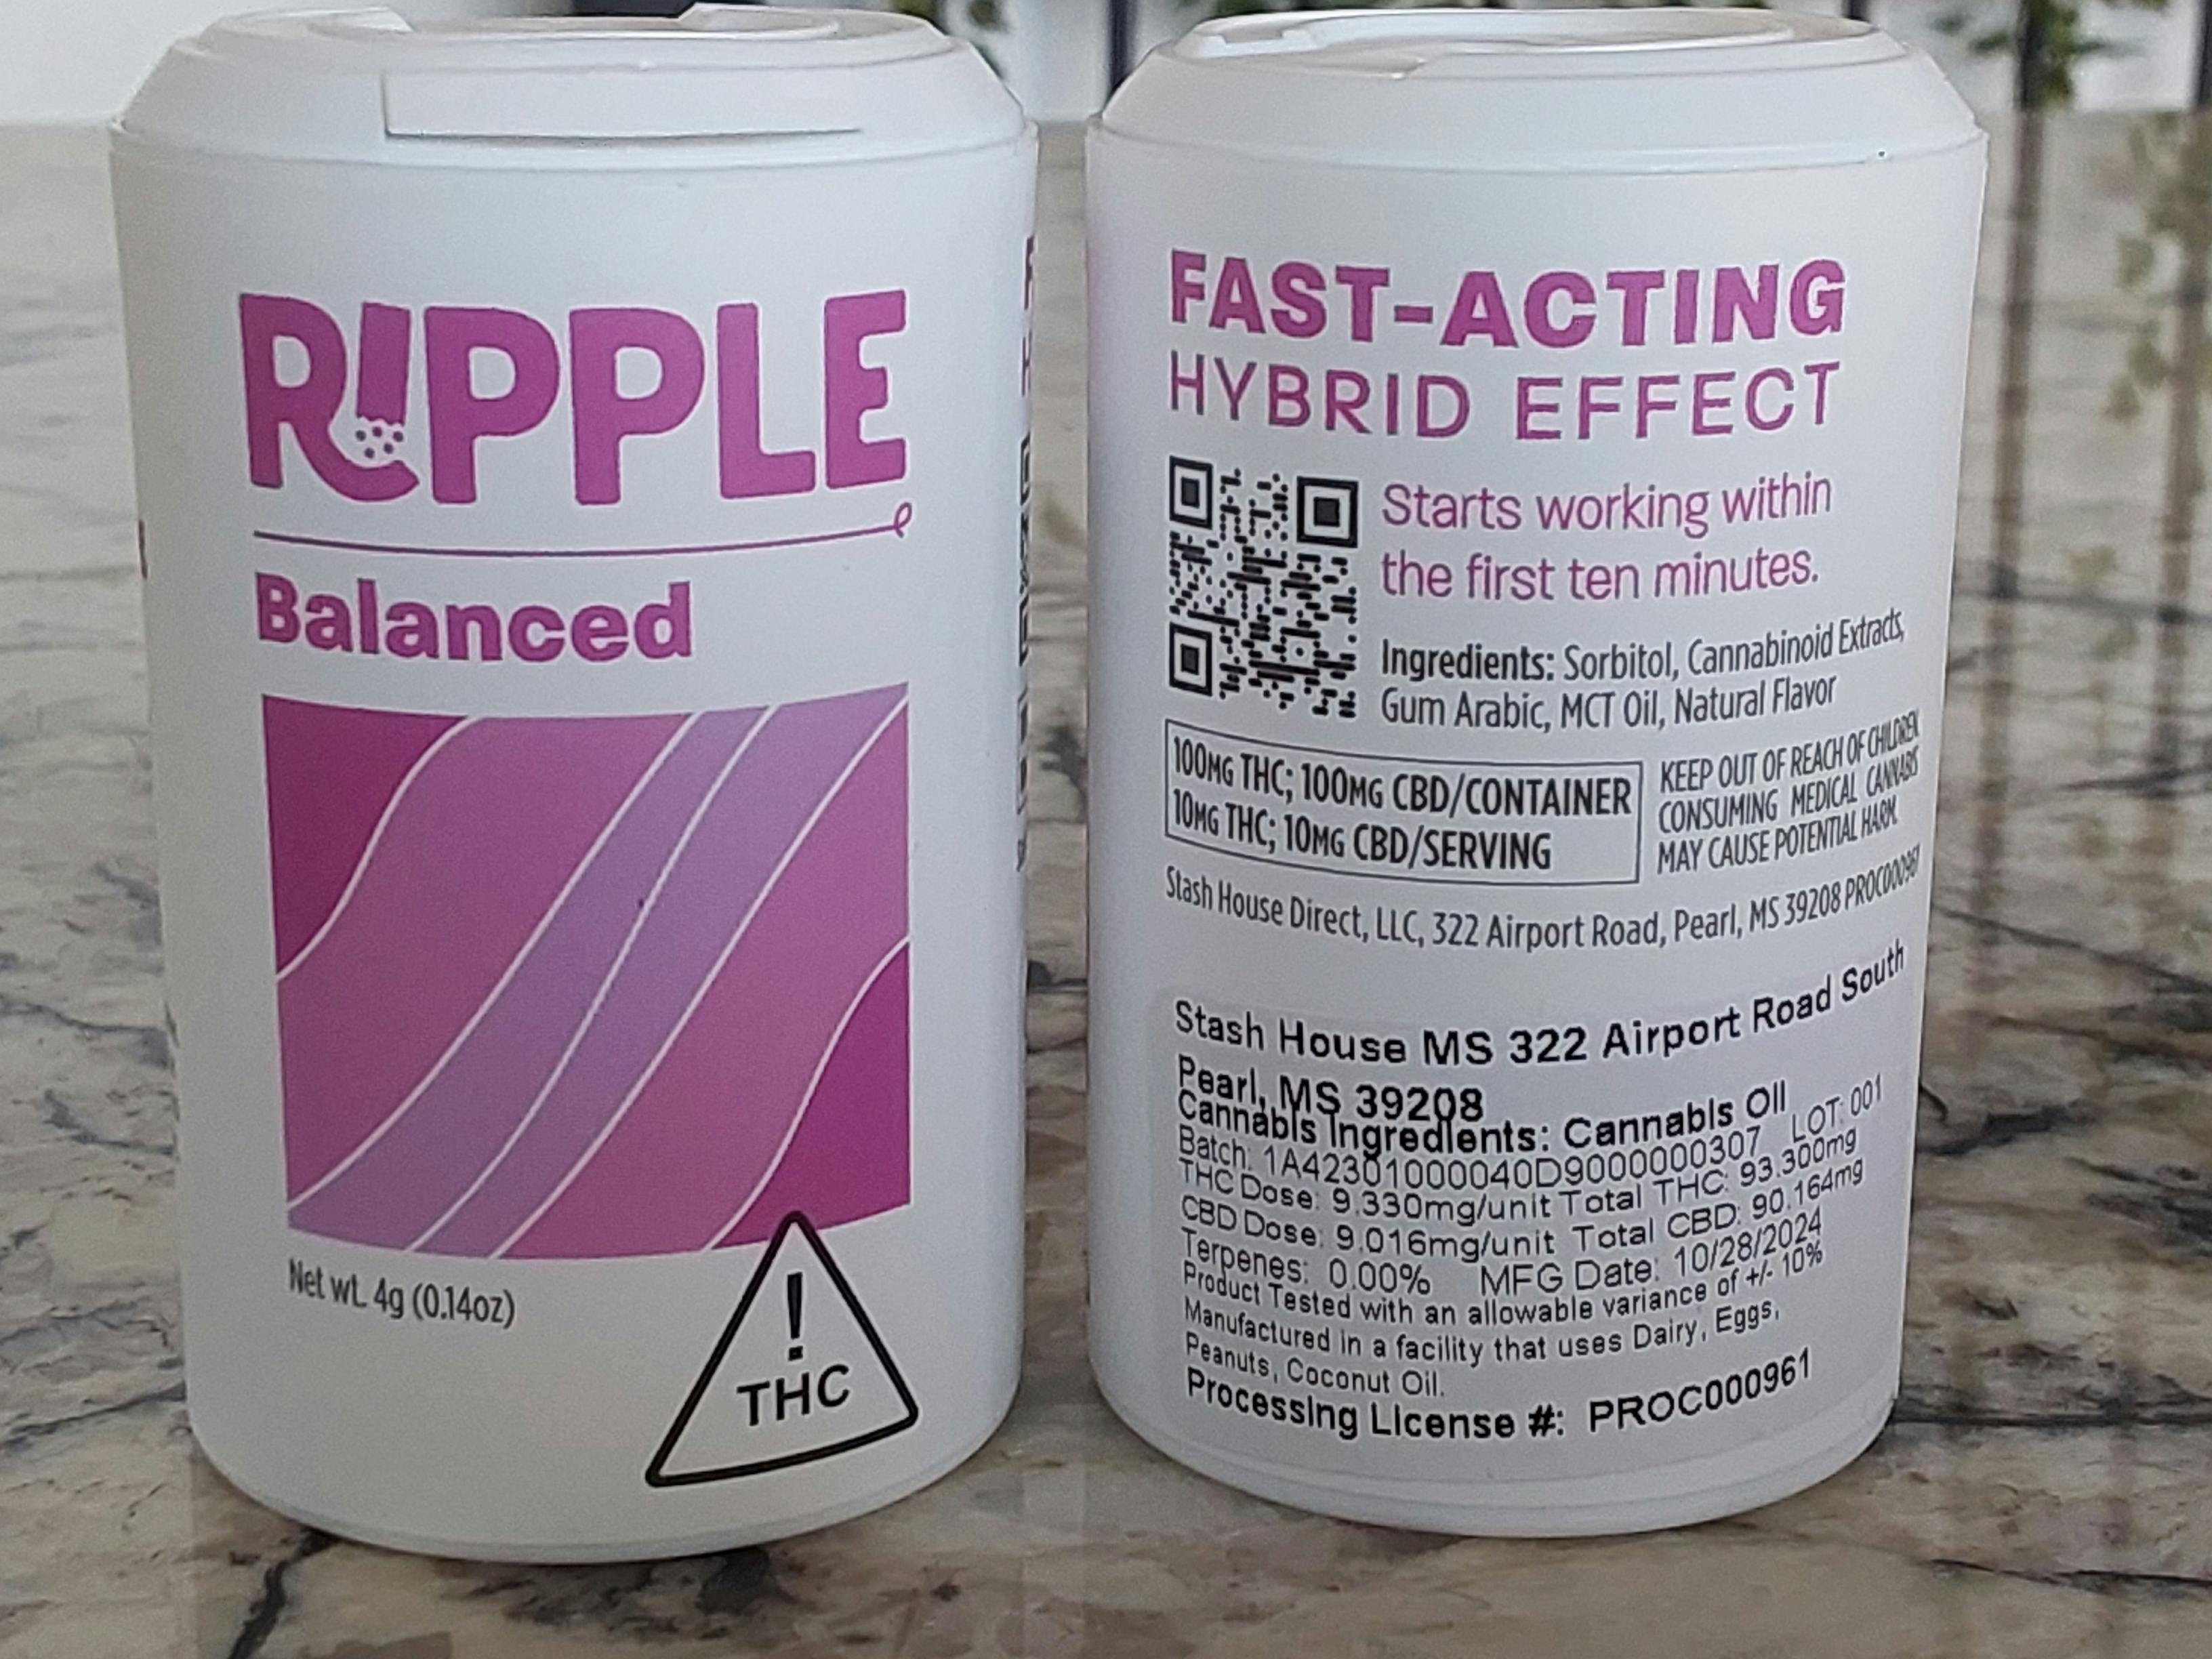 RIPPLE
Balanced
Net wt. 4g (0.14oz)
!
THC
FAST-ACTING
HYBRID EFFECT
Starts working within
the first ten minutes.
Ingredients: Sorbitol, Cannabinoid Extracts,
Gum Arabic, MCT Oil, Natural Flavor
100MG THC; 100MG CBD/CONTAINER
10MG THC; 10MG CBD/SERVING
KEEP OUT OF REACH OF CHILDREN
CONSUMING MEDICAL CANNABIS
MAY CAUSE POTENTIAL HARM.
Stash House Direct, LLC, 322 Airport Road, Pearl, MS 39208 PROC000961
Stash House MS 322 Airport Road South
Pearl, MS 39208
Cannabis Ingredients: Cannabis Oil
Batch: 1A42301000040D9000000307 LOT: 001
THC Dose: 9.330mg/unit Total THC: 93.300mg
CBD Dose: 9.016mg/unit Total CBD: 90.164mg
Terpenes: 0.00% MFG Date: 10/28/2024
Product Tested with an allowable variance of +/- 10%
Manufactured in a facility that uses Dairy, Eggs,
Peanuts, Coconut Oil.
Processing License #: PROC000961